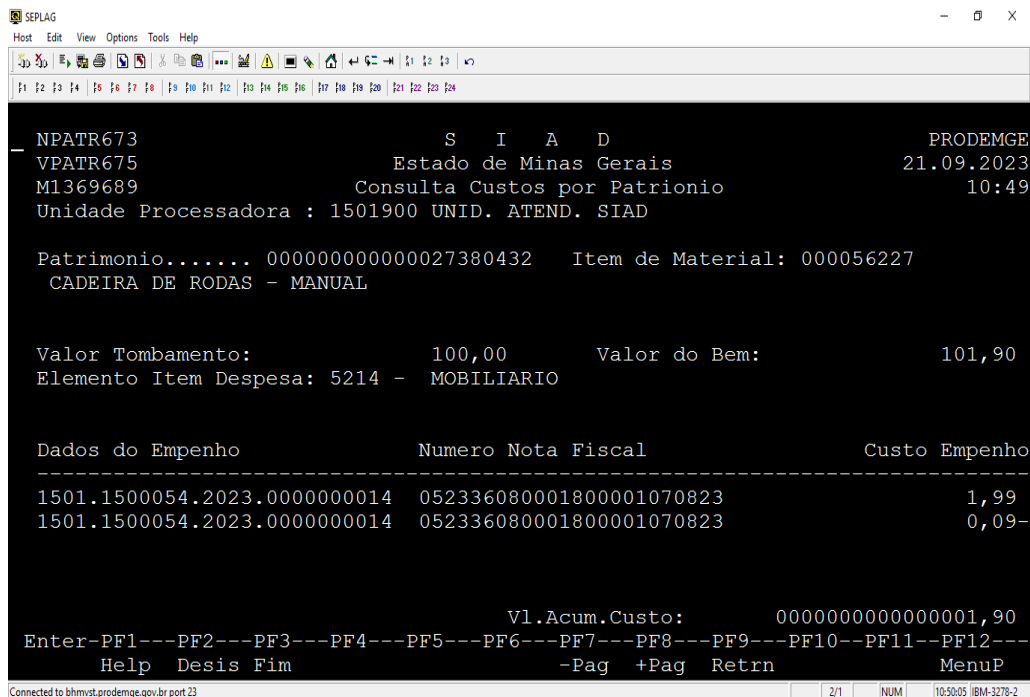 SEPLAG
Host Edit View Options Tools Help
NPATR673 S I A D PRODEMGE
VPATR675 Estado de Minas Gerais 21.09.2023
M1369689 Consulta Custos por Patrionio 10:49
Unidade Processadora : 1501900 UNID. ATEND. SIAD
Patrimonio....... 000000000000027380432 Item de Material: 000056227
CADEIRA DE RODAS - MANUAL
Valor Tombamento: 100,00 Valor do Bem: 101,90
Elemento Item Despesa: 5214 - MOBILIARIO
Dados do Empenho Numero Nota Fiscal Custo Empenho
------------------------------------------------------------------------------
1501.1500054.2023.0000000014 052336080001800001070823 1,99
1501.1500054.2023.0000000014 052336080001800001070823 0,09-
Vl.Acum.Custo: 0000000000000001,90
Enter-PF1---PF2---PF3---PF4---PF5---PF6---PF7---PF8---PF9---PF10--PF11--PF12---
Help Desis Fim -Pag +Pag Retrn MenuP
Connected to bhmvst.prodemge.gov.br port 23 2/1 NUM 10:50:05 IBM-3278-2